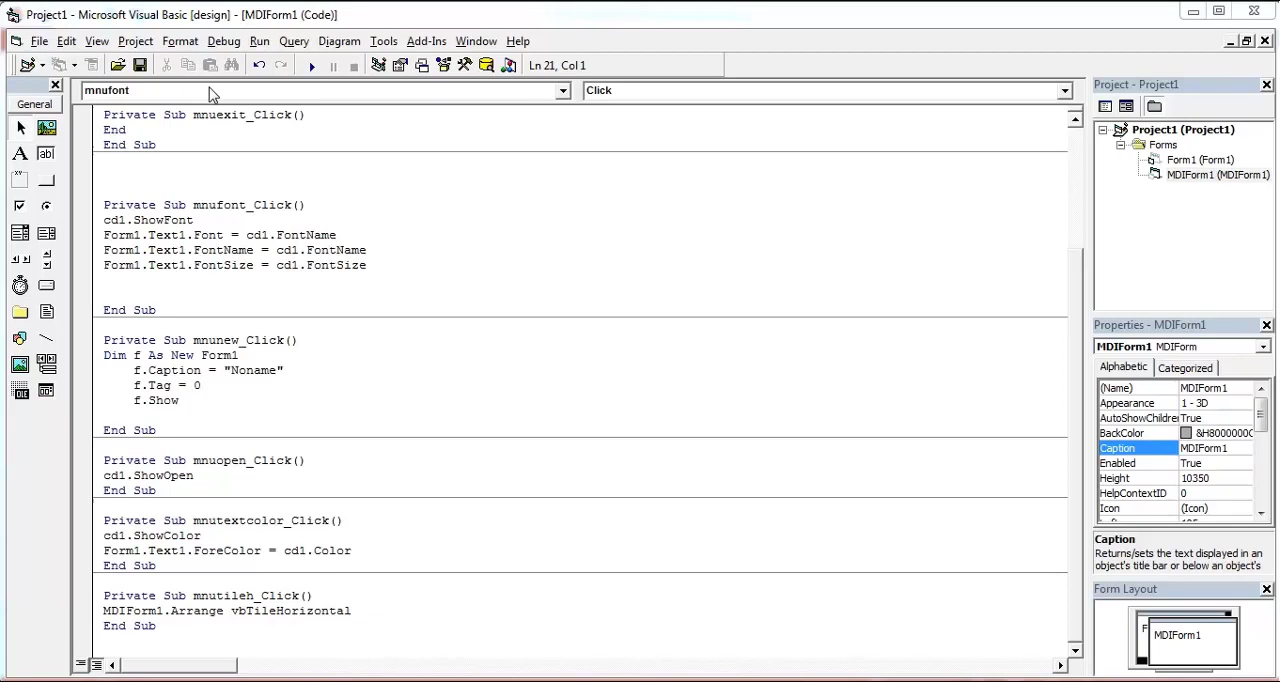 Project1 - Microsoft Visual Basic [design] - [MDIForm1 (Code)]
File Edit View Project Format Debug Run Query Diagram Tools Add-Ins Window Help
Ln 21, Col 1
General
mnufont
Click
Private Sub mnuexit_Click()
End
End Sub
Private Sub mnufont_Click()
cd1.ShowFont
Form1.Text1.Font = cd1.FontName
Form1.Text1.FontName = cd1.FontName
Form1.Text1.FontSize = cd1.FontSize
End Sub
Private Sub mnunew_Click()
Dim f As New Form1
f.Caption = "Noname"
f.Tag = 0
f.Show
End Sub
Private Sub mnuopen_Click()
cd1.ShowOpen
End Sub
Private Sub mnutextcolor_Click()
cd1.ShowColor
Form1.Text1.ForeColor = cd1.Color
End Sub
Private Sub mnutileh_Click()
MDIForm1.Arrange vbTileHorizontal
End Sub
Project - Project1
Project1 (Project1)
Forms
Form1 (Form1)
MDIForm1 (MDIForm1)
Properties - MDIForm1
MDIForm1 MDIForm
Alphabetic Categorized
(Name) MDIForm1
Appearance 1 - 3D
AutoShowChildren True
BackColor &H8000000C
Caption MDIForm1
Enabled True
Height 10350
HelpContextID 0
Icon (Icon)
Caption
Returns/sets the text displayed in an
object's title bar or below an object's
Form Layout
F
MDIForm1